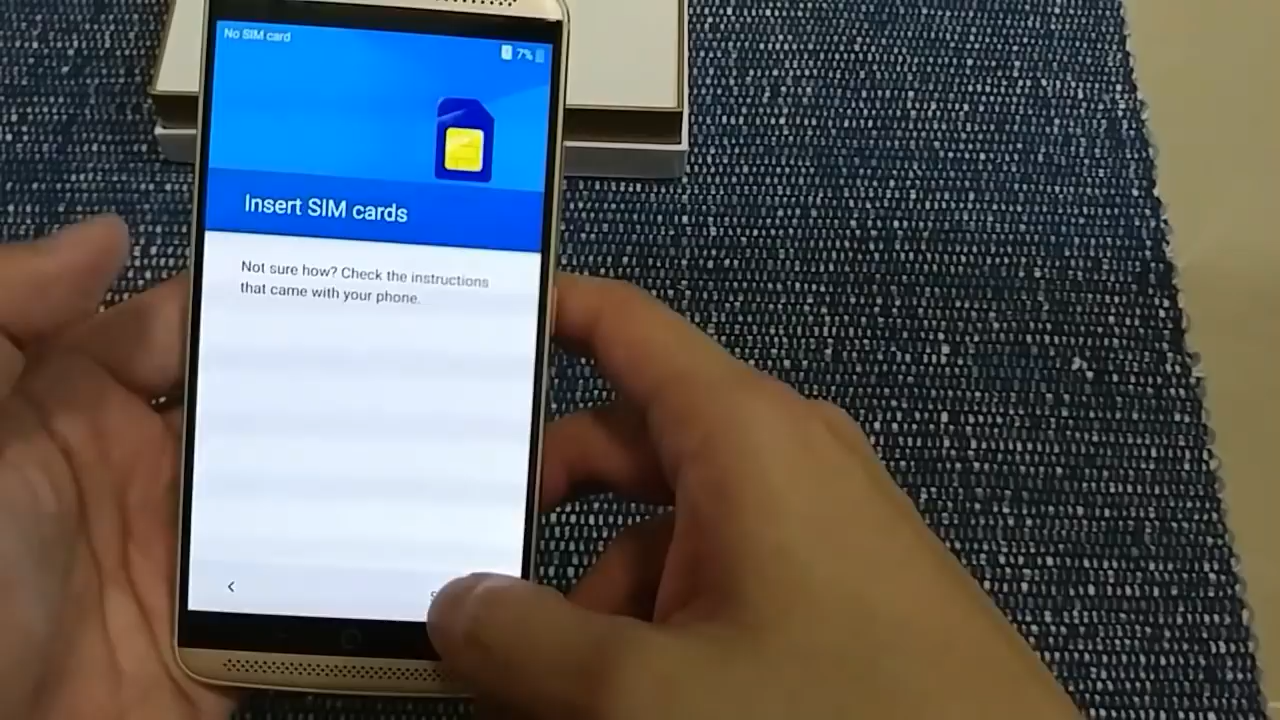 No SIM card
7%
Insert SIM cards
Not sure how? Check the instructions
that came with your phone.